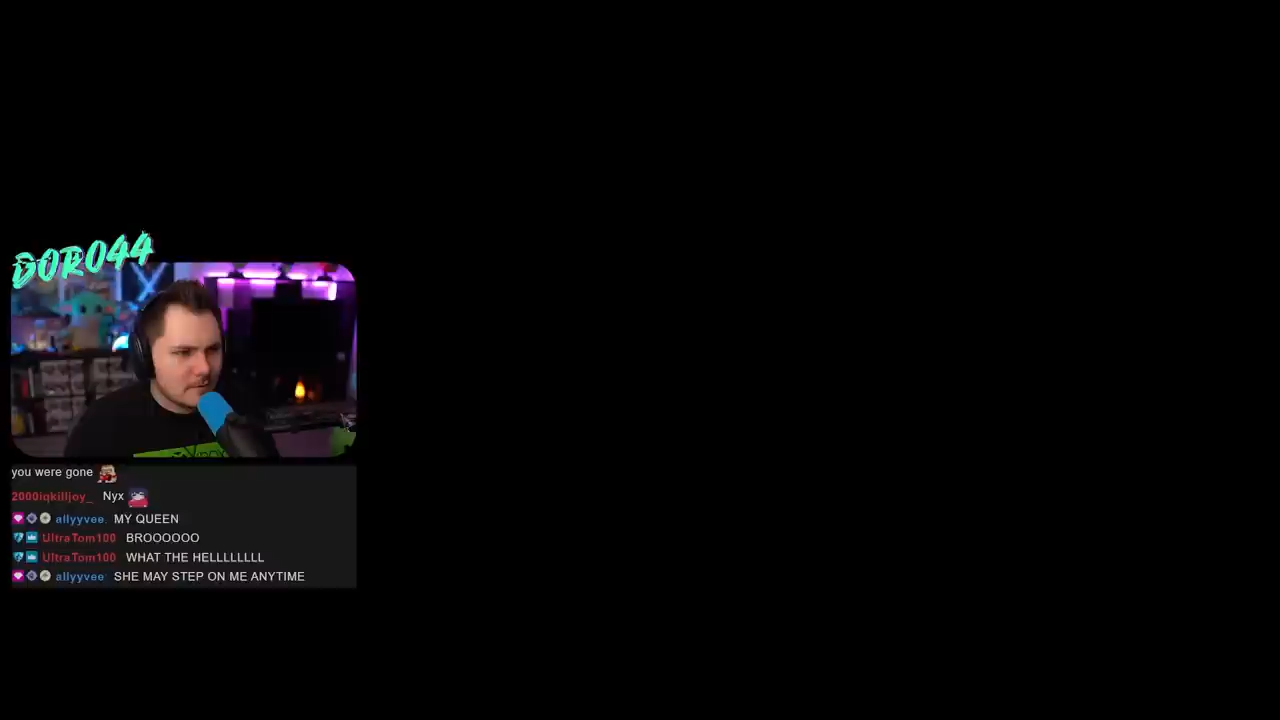 DORO44
you were gone
2000iqkilljoy_ Nyx
allyyvee: MY QUEEN
UltraTom100 BROOOOOO
UltraTom100 WHAT THE HELLLLLLLL
allyyvee: SHE MAY STEP ON ME ANYTIME